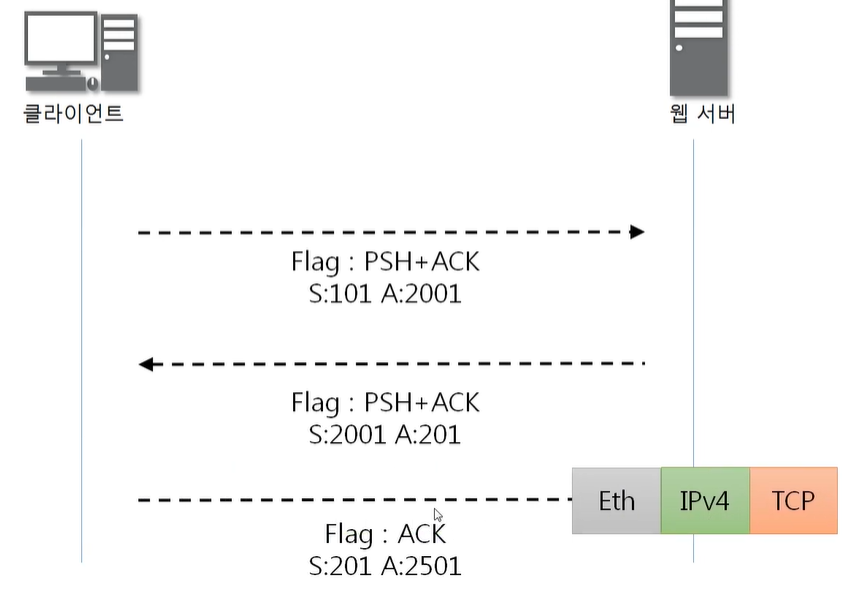 클라이언트
웹 서버
Flag : PSH+ACK
S:101 A:2001
Flag : PSH+ACK
S:2001 A:201
Eth IPv4 TCP
Flag : ACK
S:201 A:2501